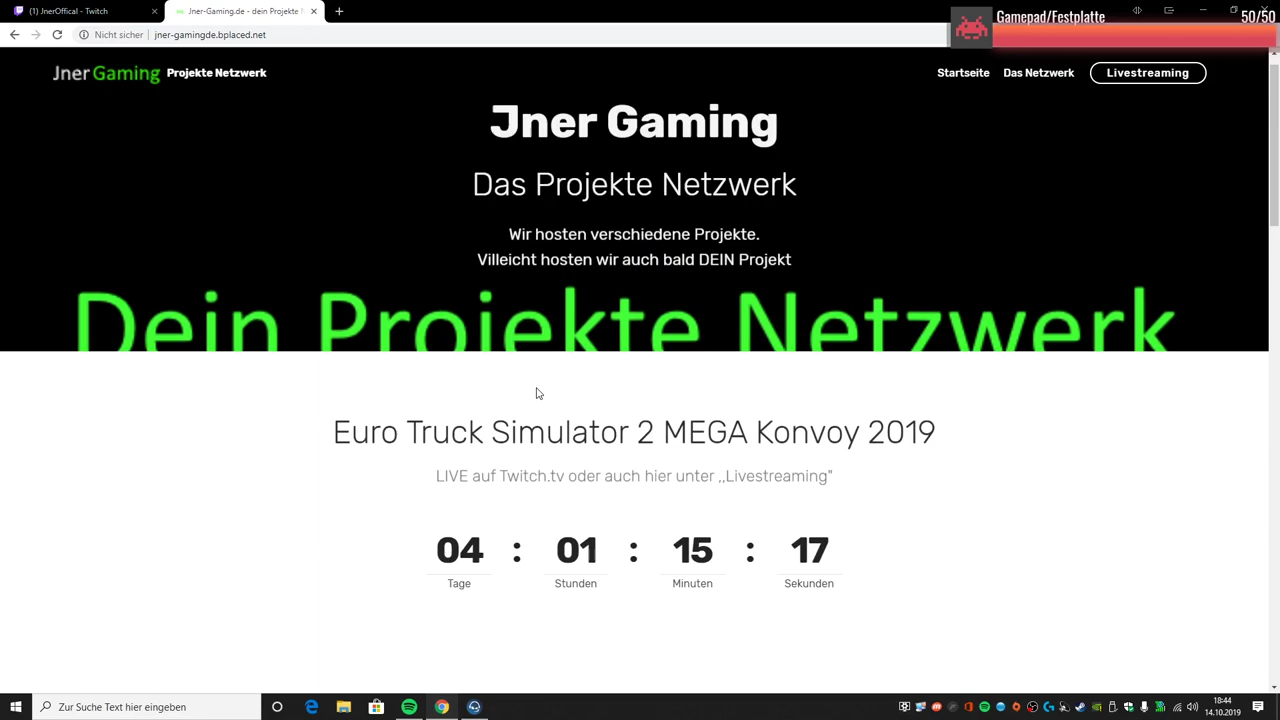 (1) JnerOffical - Twitch
Jner-Gaming.de - dein Projekte N
Gamepad/Festplatte
50/50
Nicht sicher
jner-gamingde.bplaced.net
Jner Gaming
Projekte Netzwerk
Startseite
Das Netzwerk
Livestreaming
Jner Gaming
Das Projekte Netzwerk
Wir hosten verschiedene Projekte.
Villeicht hosten wir auch bald DEIN Projekt
Dein Projekte Netzwerk
Euro Truck Simulator 2 MEGA Konvoy 2019
LIVE auf Twitch.tv oder auch hier unter ,,Livestreaming"
04 : 01 : 15 : 17
Tage Stunden Minuten Sekunden
Zur Suche Text hier eingeben
18:44
14.10.2019